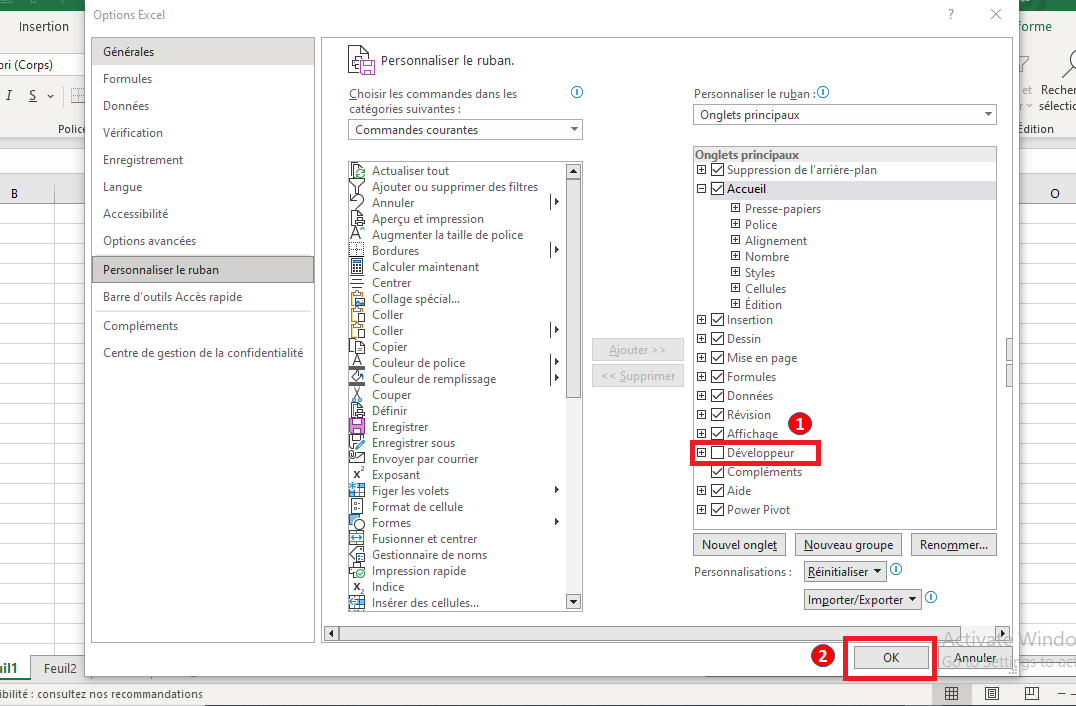 Options Excel
?
Insertion
forme
bri (Corps)
I
S
Police
et
r
Recher
sélectio
Édition
B
O
Générales
Formules
Données
Vérification
Enregistrement
Langue
Accessibilité
Options avancées
Personnaliser le ruban
Barre d'outils Accès rapide
Compléments
Centre de gestion de la confidentialité
Personnaliser le ruban.
Choisir les commandes dans les
catégories suivantes :
Commandes courantes
Actualiser tout
Ajouter ou supprimer des filtres
Annuler
Aperçu et impression
Augmenter la taille de police
Bordures
Calculer maintenant
Centrer
Collage spécial...
Coller
Coller
Copier
Couleur de police
Couleur de remplissage
Couper
Définir
Enregistrer
Enregistrer sous
Envoyer par courrier
Exposant
Figer les volets
Format de cellule
Formes
Fusionner et centrer
Gestionnaire de noms
Impression rapide
Indice
Insérer des cellules...
Ajouter >>
<< Supprimer
Personnaliser le ruban :
Onglets principaux
Onglets principaux
Suppression de l'arrière-plan
Accueil
Presse-papiers
Police
Alignement
Nombre
Styles
Cellules
Édition
Insertion
Dessin
Mise en page
Formules
Données
Révision
Affichage
1
Développeur
Compléments
Aide
Power Pivot
Nouvel onglet
Nouveau groupe
Renommer...
Personnalisations :
Réinitialiser
Importer/Exporter
2
OK
Annuler
Activate Windo
Go to Settings to act
uil1
Feuil2
ibilité : consultez nos recommandations